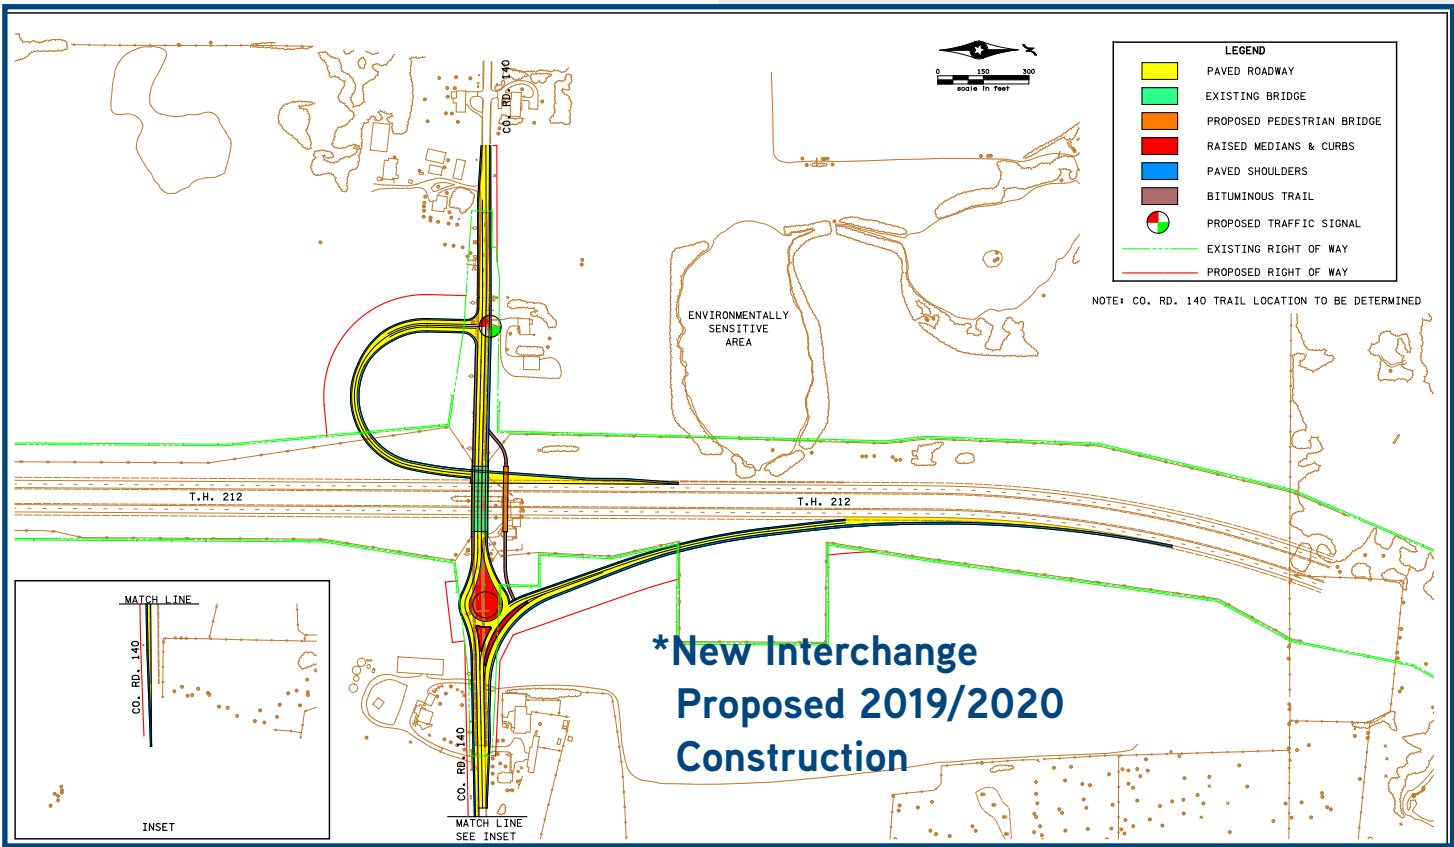 CO. RD. 140
0 150 300
scale in feet
LEGEND
PAVED ROADWAY
EXISTING BRIDGE
PROPOSED PEDESTRIAN BRIDGE
RAISED MEDIANS & CURBS
PAVED SHOULDERS
BITUMINOUS TRAIL
PROPOSED TRAFFIC SIGNAL
EXISTING RIGHT OF WAY
PROPOSED RIGHT OF WAY
NOTE: CO. RD. 140 TRAIL LOCATION TO BE DETERMINED
ENVIRONMENTALLY
SENSITIVE
AREA
T.H. 212
T.H. 212
MATCH LINE
CO. RD. 140
INSET
*New Interchange
Proposed 2019/2020
Construction
CO. RD. 140
MATCH LINE
SEE INSET